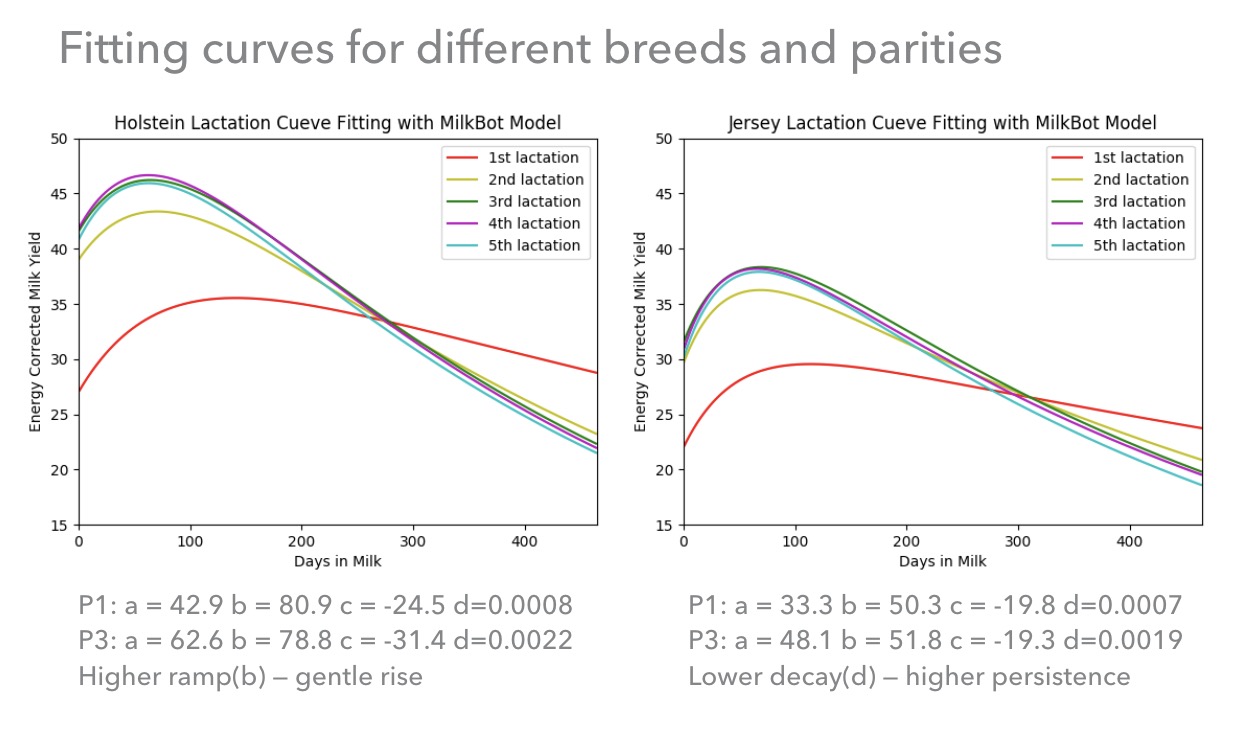 Fitting curves for different breeds and parities
Holstein Lactation Cueve Fitting with MilkBot Model
50
45
40
35
30
25
20
15
Energy Corrected Milk Yield
1st lactation
2nd lactation
3rd lactation
4th lactation
5th lactation
0 100 200 300 400
Days in Milk
P1: a = 42.9 b = 80.9 c = -24.5 d=0.0008
P3: a = 62.6 b = 78.8 c = -31.4 d=0.0022
Higher ramp(b) – gentle rise
Jersey Lactation Cueve Fitting with MilkBot Model
50
45
40
35
30
25
20
15
Energy Corrected Milk Yield
1st lactation
2nd lactation
3rd lactation
4th lactation
5th lactation
0 100 200 300 400
Days in Milk
P1: a = 33.3 b = 50.3 c = -19.8 d=0.0007
P3: a = 48.1 b = 51.8 c = -19.3 d=0.0019
Lower decay(d) – higher persistence